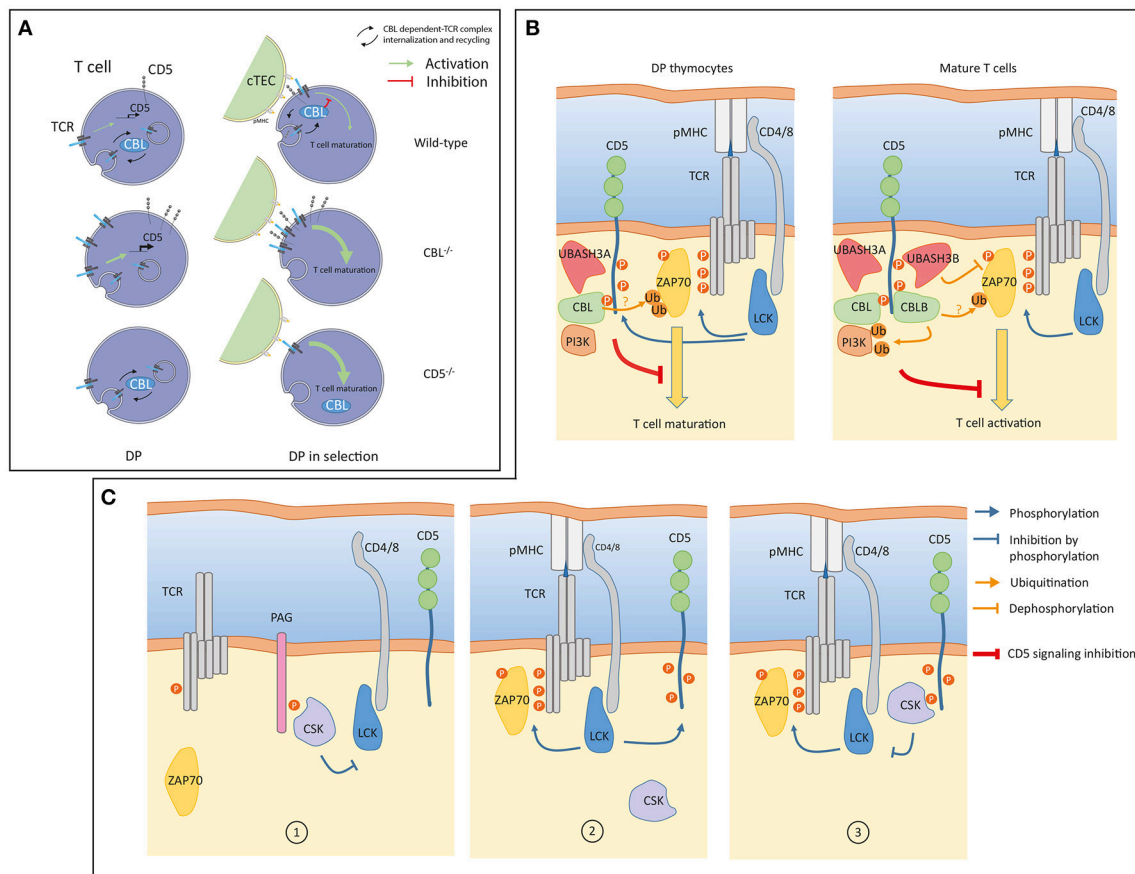 A
CBL dependent-TCR complex
internalization and recycling
T cell
CD5
cTEC
Activation
Inhibition
CD5
TCR
CBL
CBL
pMHC
T cell maturation
Wild-type
CD5
T cell maturation
CBL-/-
CBL
T cell maturation
CBL
CD5-/-
DP
DP in selection
B
DP thymocytes
Mature T cells
pMHC
CD4/8
CD5
TCR
UBASH3A
P
P
P
P
P
P
ZAP70
CBL
P
?
Ub
Ub
LCK
PI3K
T cell maturation
pMHC
CD4/8
CD5
TCR
UBASH3A
UBASH3B
P
P
P
P
P
P
ZAP70
CBL
P
CBLB
?
Ub
LCK
PI3K
Ub
Ub
T cell activation
C
CD4/8
CD5
TCR
PAG
P
P
CSK
LCK
ZAP70
1
pMHC
CD4/8
CD5
TCR
P
P
P
P
P
P
P
ZAP70
LCK
CSK
2
pMHC
CD4/8
CD5
TCR
P
P
P
P
P
P
P
ZAP70
CSK
LCK
3
Phosphorylation
Inhibition by
phosphorylation
Ubiquitination
Dephosphorylation
CD5 signaling inhibition